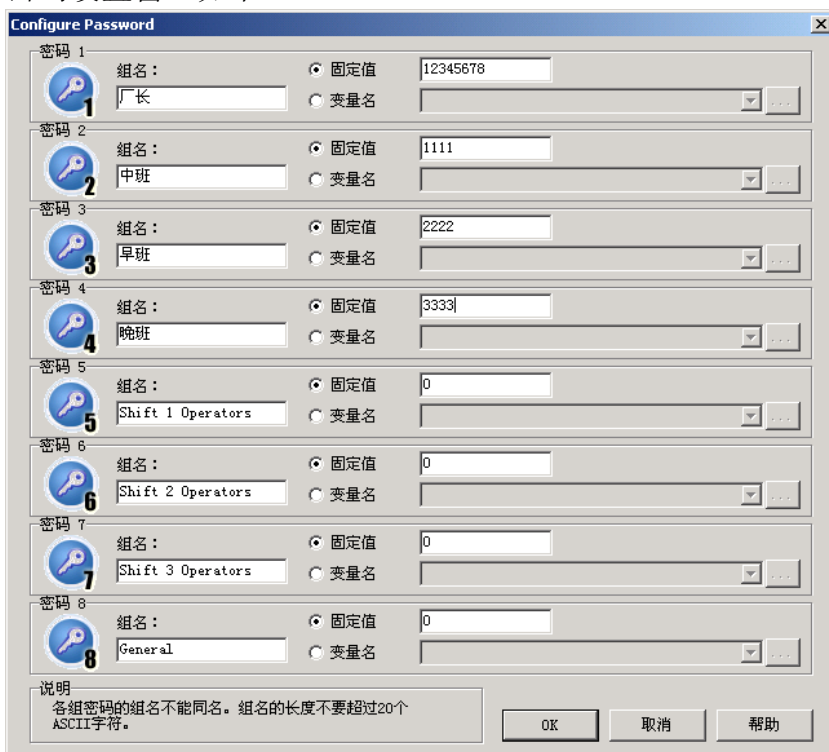 Configure Password
密码 1
组名：
固定值
12345678
厂长
变量名
...
1
密码 2
组名：
固定值
1111
中班
变量名
...
2
密码 3
组名：
固定值
2222
早班
变量名
...
3
密码 4
组名：
固定值
3333
晚班
变量名
...
4
密码 5
组名：
固定值
0
Shift 1 Operators
变量名
...
5
密码 6
组名：
固定值
0
Shift 2 Operators
变量名
...
6
密码 7
组名：
固定值
0
Shift 3 Operators
变量名
...
7
密码 8
组名：
固定值
0
General
变量名
...
8
说明
各组密码的组名不能同名。组名的长度不要超过20个
ASCII字符。
OK
取消
帮助